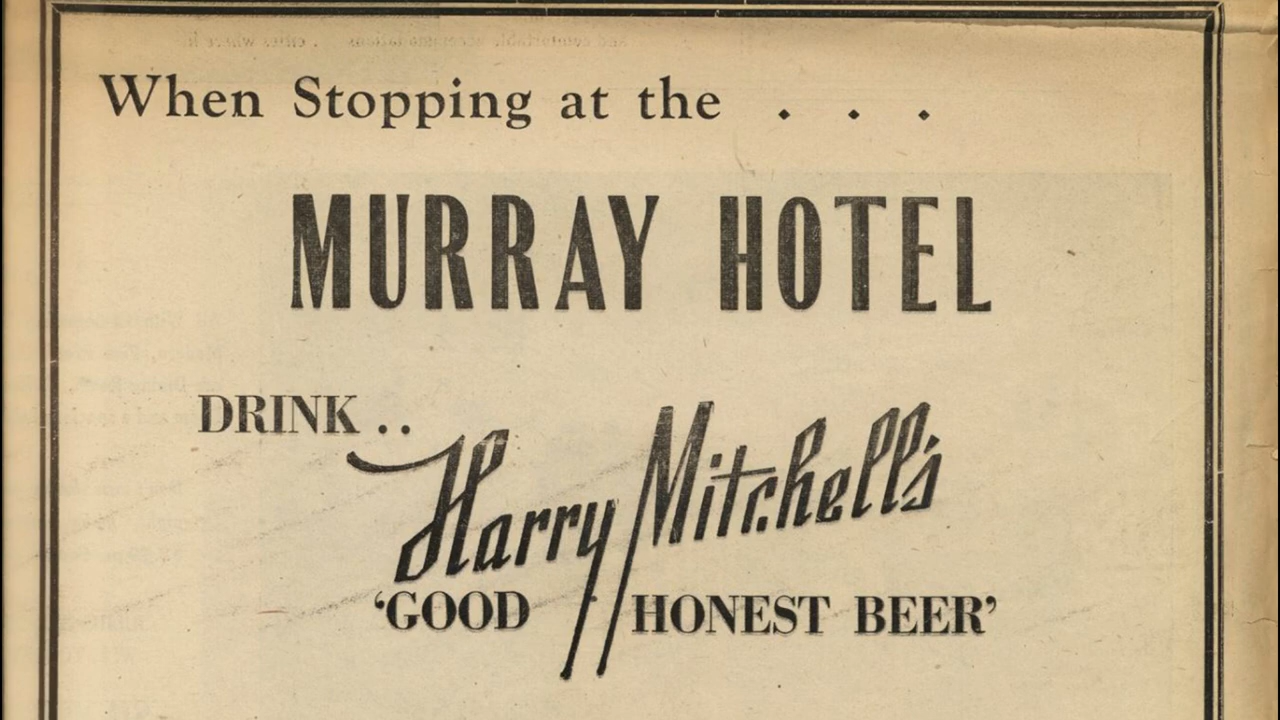 When Stopping at the . . .
MURRAY HOTEL
DRINK . .
Harry Mitchell's
'GOOD HONEST BEER'